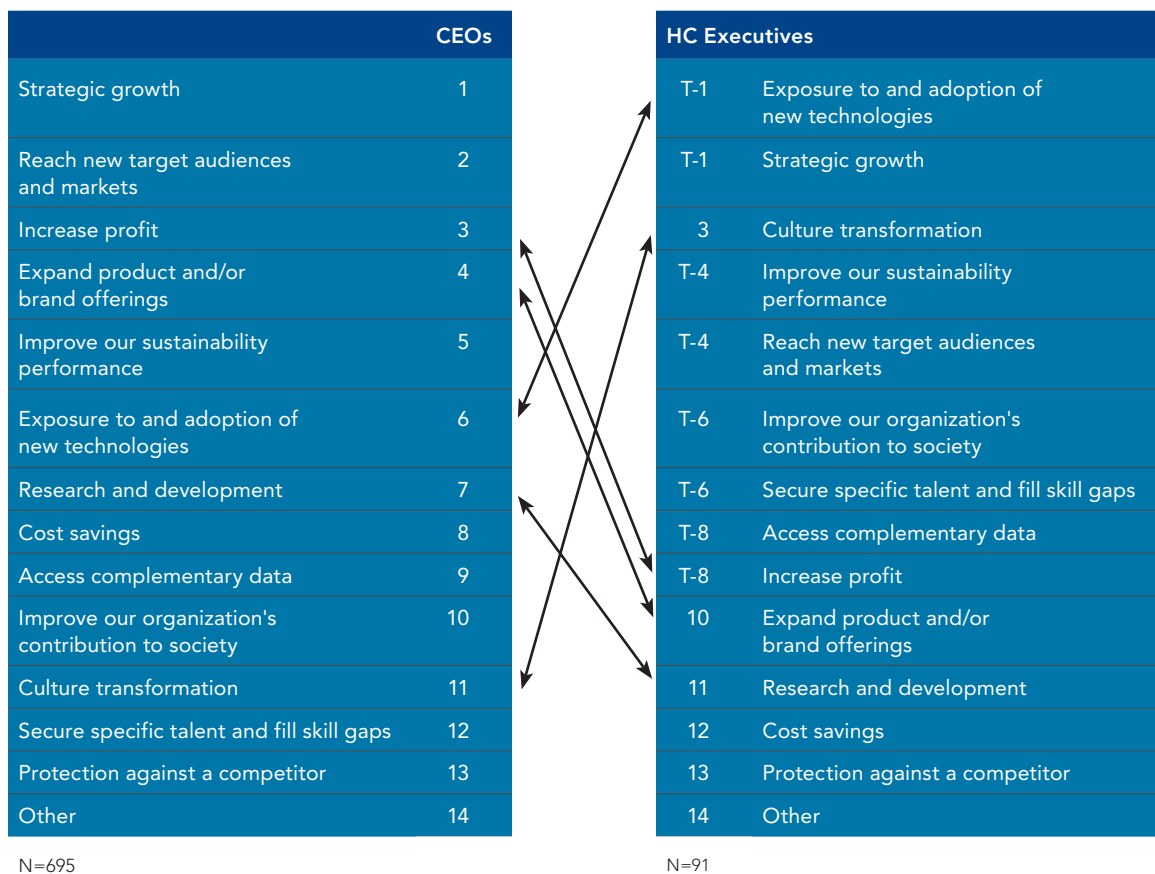 CEOs
Strategic growth 1
Reach new target audiences 2
and markets
Increase profit 3
Expand product and/or 4
brand offerings
Improve our sustainability 5
performance
Exposure to and adoption of 6
new technologies
Research and development 7
Cost savings 8
Access complementary data 9
Improve our organization's 10
contribution to society
Culture transformation 11
Secure specific talent and fill skill gaps 12
Protection against a competitor 13
Other 14
N=695
HC Executives
T-1 Exposure to and adoption of
new technologies
T-1 Strategic growth
3 Culture transformation
T-4 Improve our sustainability
performance
T-4 Reach new target audiences
and markets
T-6 Improve our organization's
contribution to society
T-6 Secure specific talent and fill skill gaps
T-8 Access complementary data
T-8 Increase profit
10 Expand product and/or
brand offerings
11 Research and development
12 Cost savings
13 Protection against a competitor
14 Other
N=91